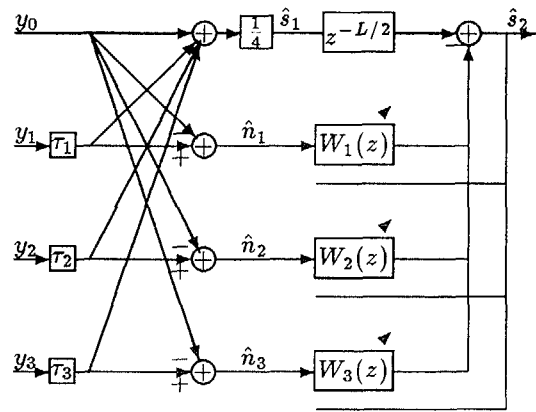 y₀ + 1/4 ŝ₁ z^{-L/2} − + ŝ₂
y₁ τ₁ − + + n̂₁ W₁(z)
y₂ τ₂ − + + n̂₂ W₂(z)
y₃ τ₃ − + + n̂₃ W₃(z)